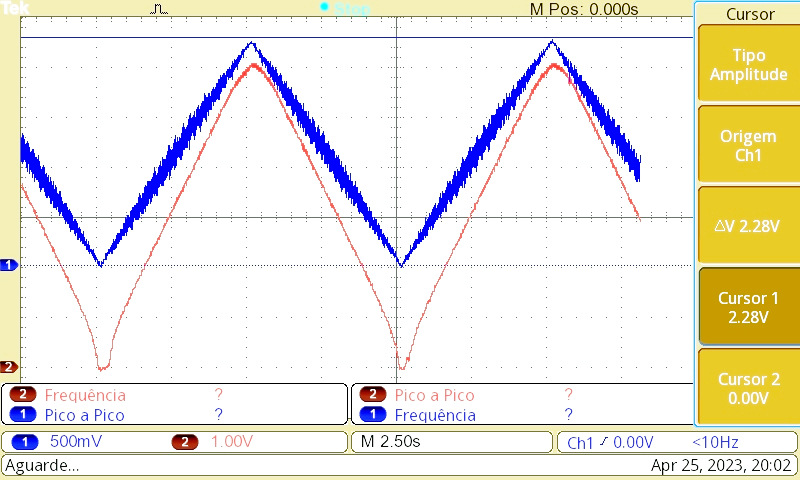 Tek
Stop
M Pos: 0.000s
Cursor
Tipo
Amplitude
Origem
Ch1
ΔV 2.28V
Cursor 1
2.28V
Cursor 2
0.00V
1
2
2 Frequência ?
1 Pico a Pico ?
2 Pico a Pico ?
1 Frequência ?
1 500mV 2 1.00V M 2.50s Ch1 0.00V <10Hz
Aguarde... Apr 25, 2023, 20:02